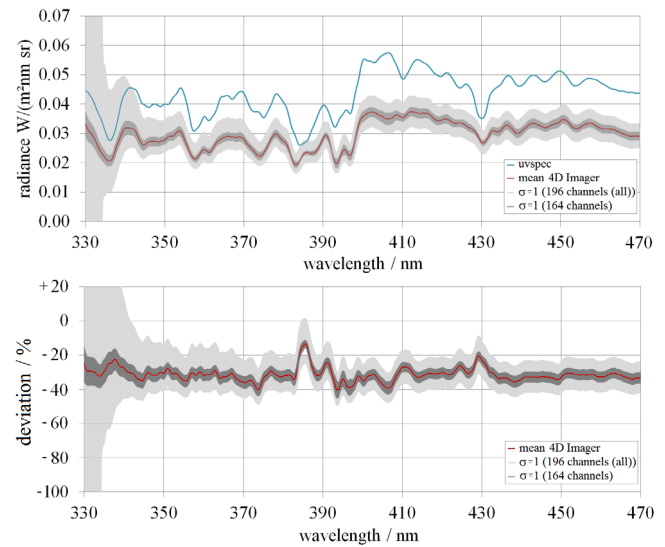 radiance W/(m²nm sr)
0.07
0.06
0.05
0.04
0.03
0.02
0.01
0.00
uvspec
mean 4D Imager
σ=1 (196 channels (all))
σ=1 (164 channels)
330 350 370 390 410 430 450 470
wavelength / nm
deviation / %
+20
0
-20
-40
-60
-80
-100
mean 4D Imager
σ=1 (196 channels (all))
σ=1 (164 channels)
330 350 370 390 410 430 450 470
wavelength / nm